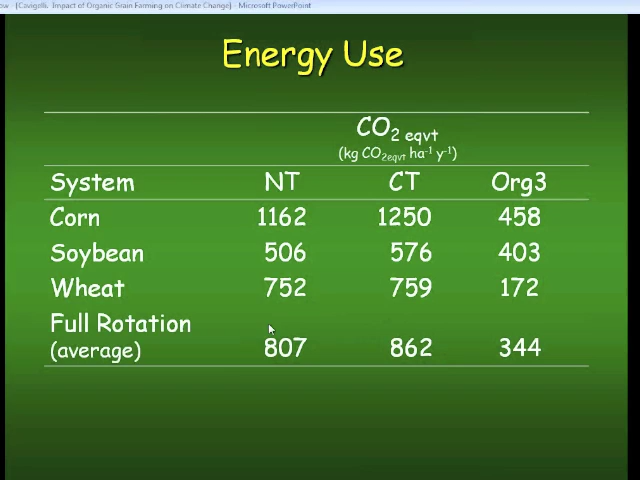 ow - [Cavigelli. Impact of Organic Grain Farming on Climate Change] - Microsoft PowerPoint
Energy Use
CO2 eqvt
(kg CO2eqvt ha-1 y-1)
System NT CT Org3
Corn 1162 1250 458
Soybean 506 576 403
Wheat 752 759 172
Full Rotation
(average) 807 862 344